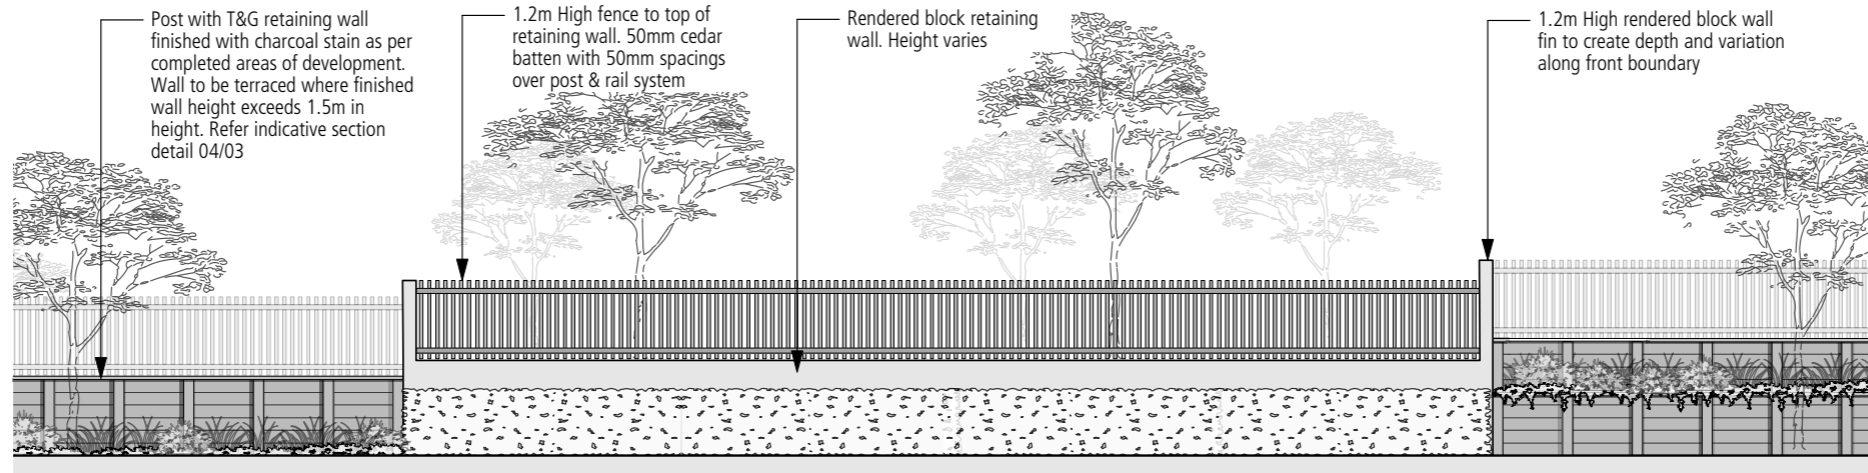 Post with T&G retaining wall
finished with charcoal stain as per
completed areas of development.
Wall to be terraced where finished
wall height exceeds 1.5m in
height. Refer indicative section
detail 04/03
1.2m High fence to top of
retaining wall. 50mm cedar
batten with 50mm spacings
over post & rail system
Rendered block retaining
wall. Height varies
1.2m High rendered block wall
fin to create depth and variation
along front boundary